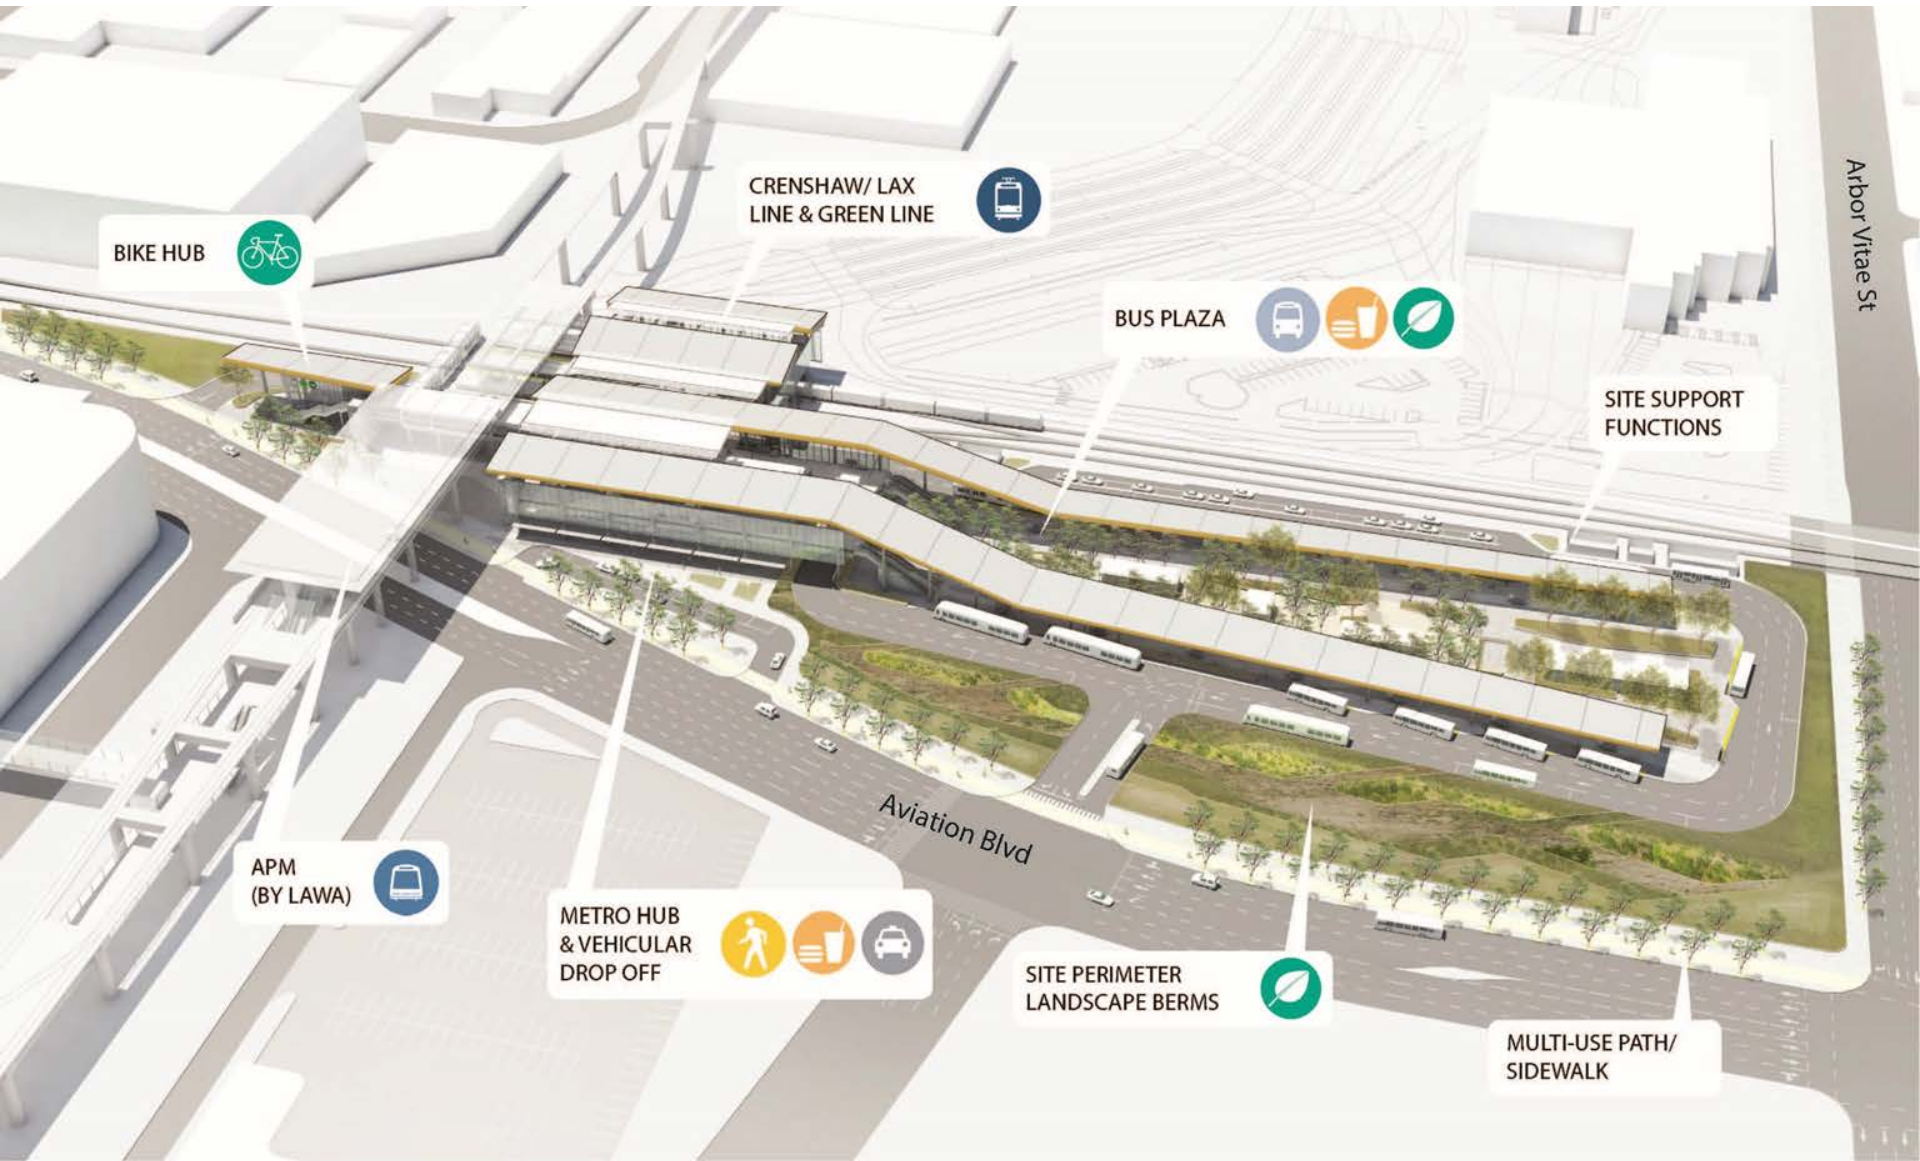 Arbor Vitae St
CRENSHAW/ LAX
LINE & GREEN LINE
BIKE HUB
BUS PLAZA
SITE SUPPORT
FUNCTIONS
Aviation Blvd
APM
(BY LAWA)
METRO HUB
& VEHICULAR
DROP OFF
SITE PERIMETER
LANDSCAPE BERMS
MULTI-USE PATH/
SIDEWALK